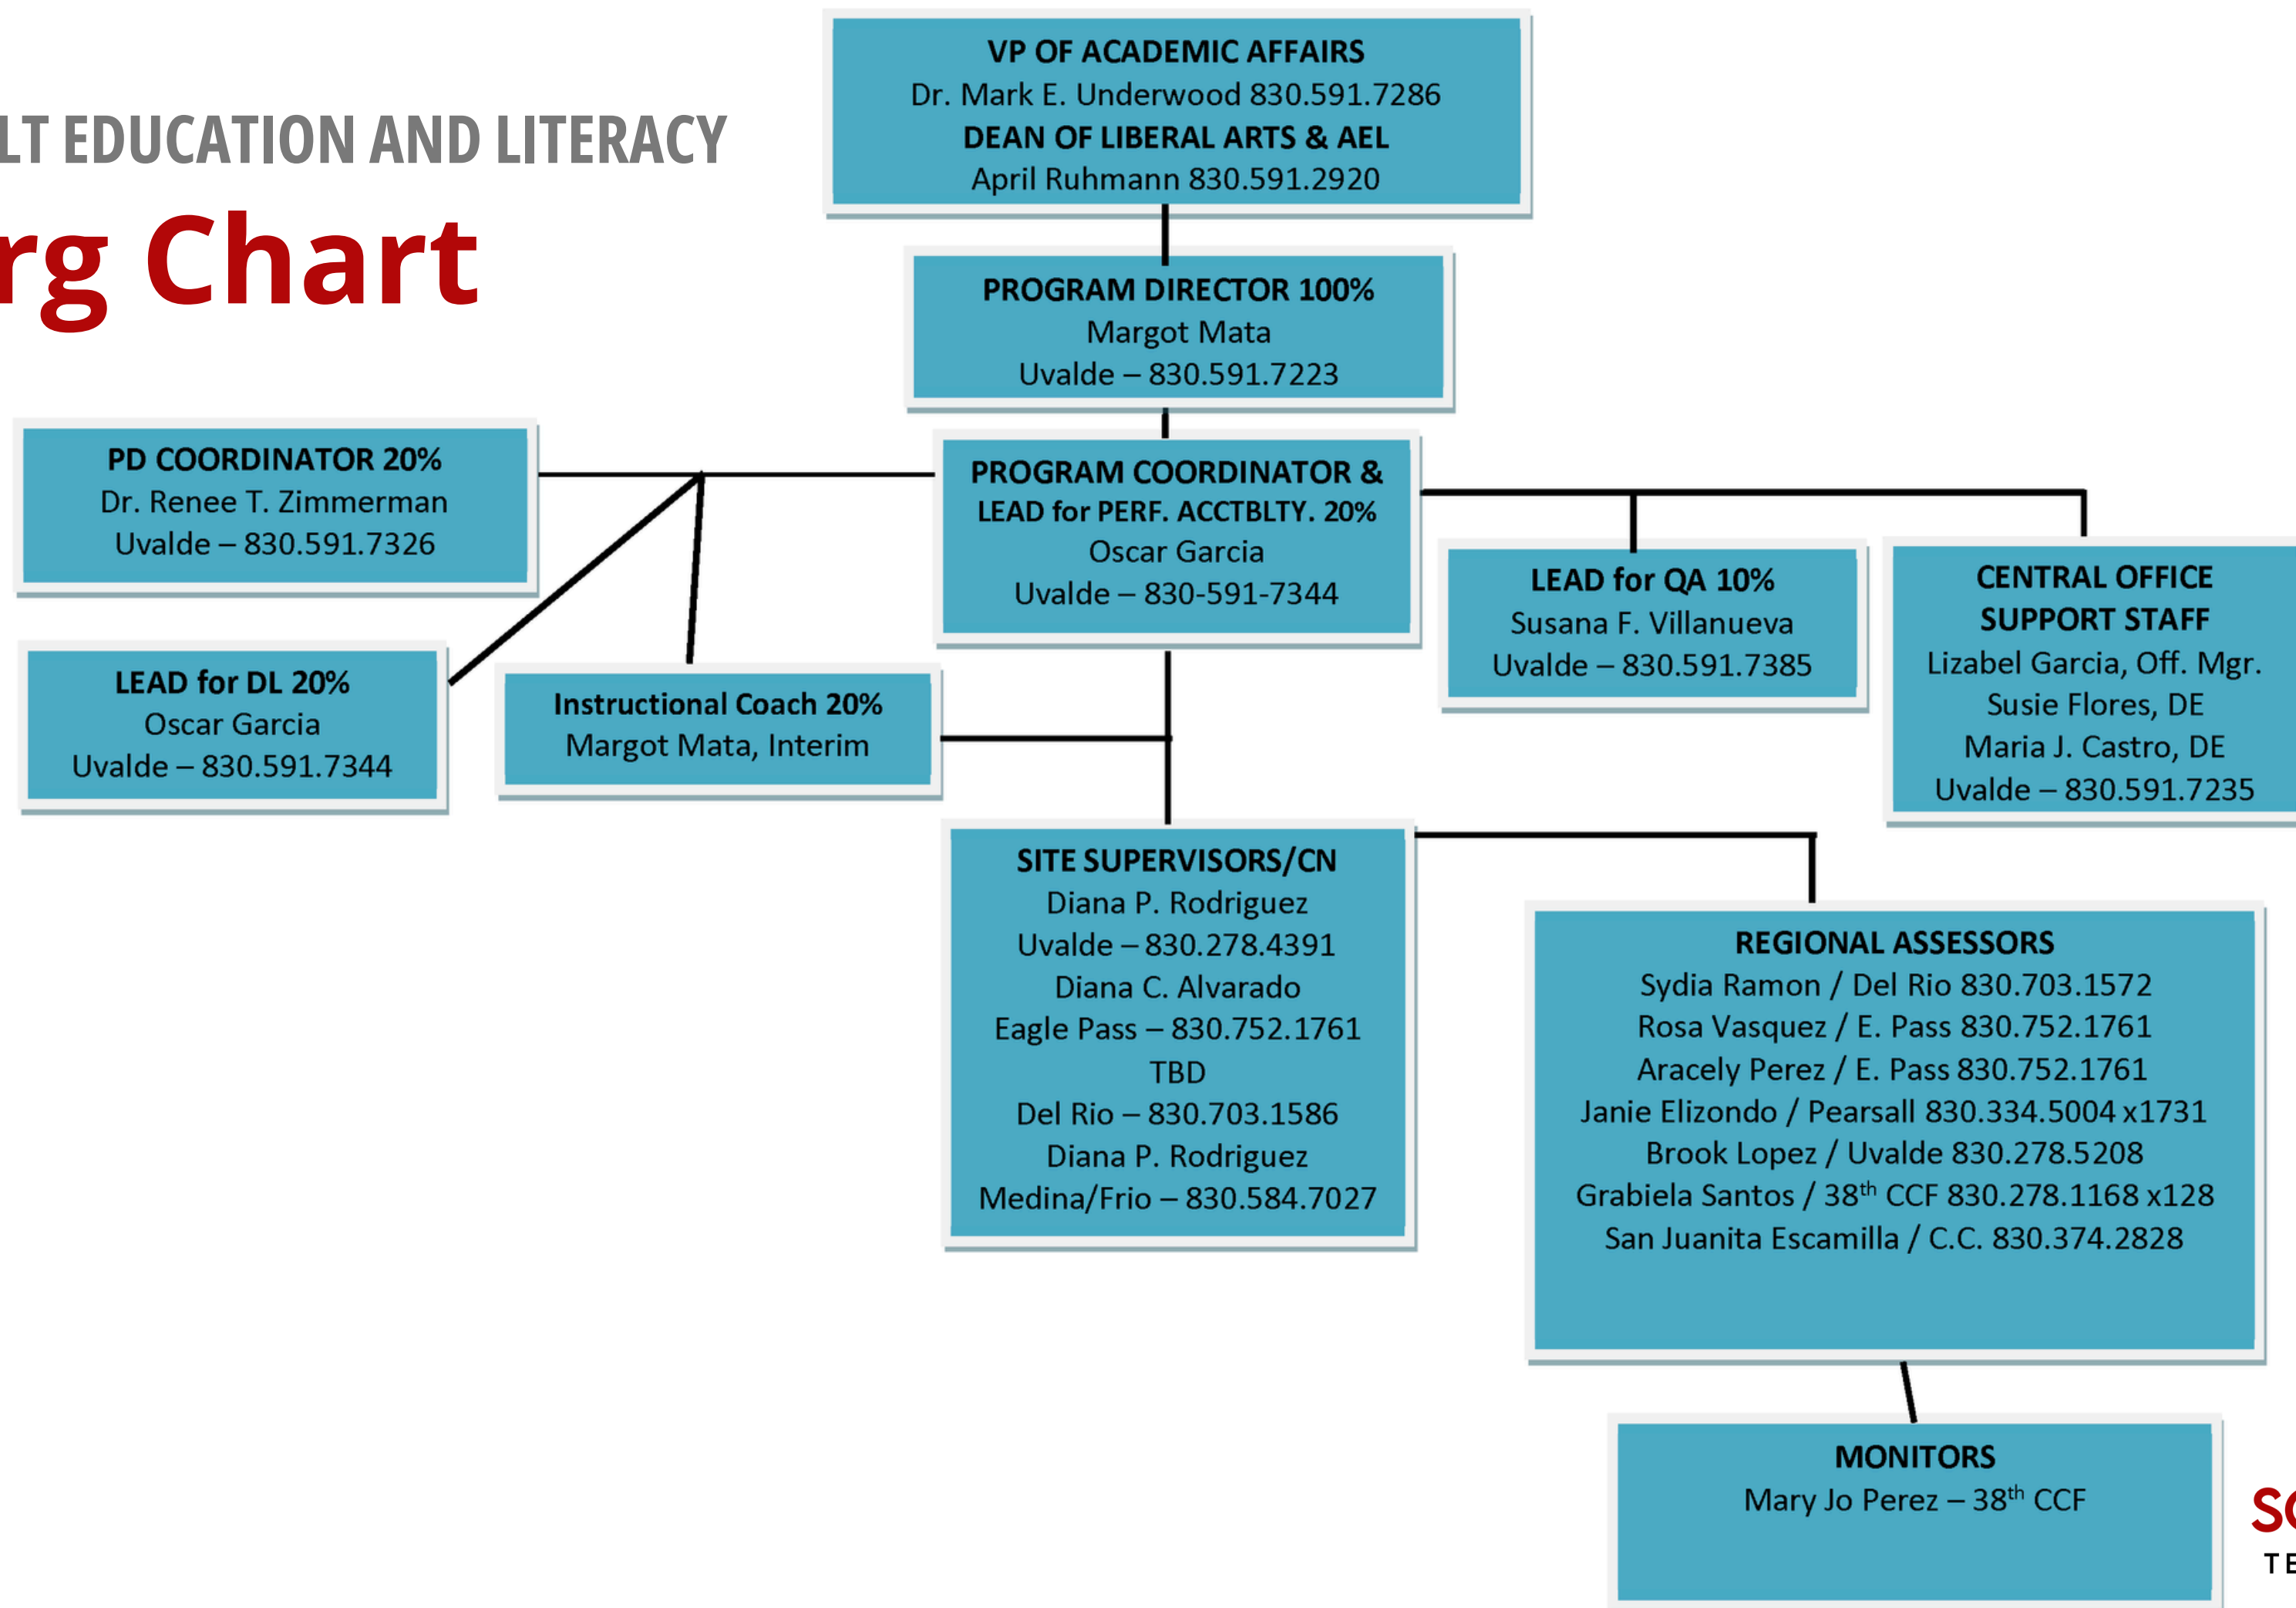 LT EDUCATION AND LITERACY
rg Chart
VP OF ACADEMIC AFFAIRS
Dr. Mark E. Underwood 830.591.7286
DEAN OF LIBERAL ARTS & AEL
April Ruhmann 830.591.2920
PROGRAM DIRECTOR 100%
Margot Mata
Uvalde – 830.591.7223
PD COORDINATOR 20%
Dr. Renee T. Zimmerman
Uvalde – 830.591.7326
PROGRAM COORDINATOR &
LEAD for PERF. ACCTBLTY. 20%
Oscar Garcia
Uvalde – 830-591-7344
LEAD for QA 10%
Susana F. Villanueva
Uvalde – 830.591.7385
CENTRAL OFFICE
SUPPORT STAFF
Lizabel Garcia, Off. Mgr.
Susie Flores, DE
Maria J. Castro, DE
Uvalde – 830.591.7235
LEAD for DL 20%
Oscar Garcia
Uvalde – 830.591.7344
Instructional Coach 20%
Margot Mata, Interim
SITE SUPERVISORS/CN
Diana P. Rodriguez
Uvalde – 830.278.4391
Diana C. Alvarado
Eagle Pass – 830.752.1761
TBD
Del Rio – 830.703.1586
Diana P. Rodriguez
Medina/Frio – 830.584.7027
REGIONAL ASSESSORS
Sydia Ramon / Del Rio 830.703.1572
Rosa Vasquez / E. Pass 830.752.1761
Aracely Perez / E. Pass 830.752.1761
Janie Elizondo / Pearsall 830.334.5004 x1731
Brook Lopez / Uvalde 830.278.5208
Grabiela Santos / 38th CCF 830.278.1168 x128
San Juanita Escamilla / C.C. 830.374.2828
MONITORS
Mary Jo Perez – 38th CCF